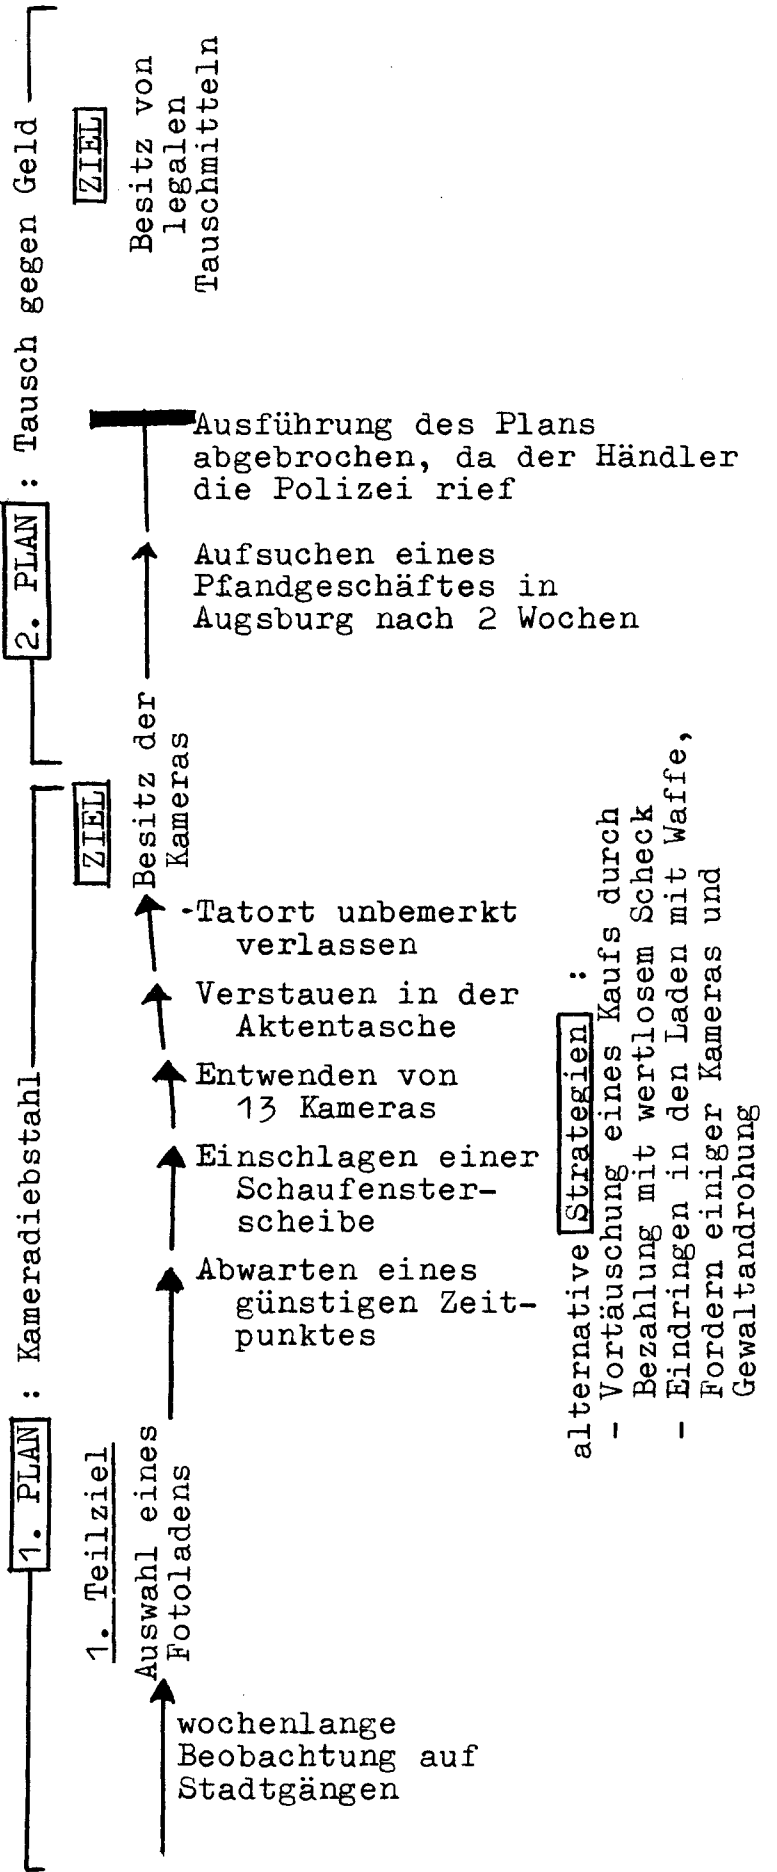 1. PLAN : Kameradiebstahl
1. Teilziel
Auswahl eines
Fotoladens
wochenlange
Beobachtung auf
Stadtgängen
Abwarten eines
günstigen Zeit-
punktes
Einschlagen einer
Schaufenster-
scheibe
Entwenden von
13 Kameras
Verstauen in der
Aktentasche
-Tatort unbemerkt
verlassen
ZIEL
Besitz der
Kameras
alternative Strategien :
- Vortäuschung eines Kaufs durch
Bezahlung mit wertlosem Scheck
- Eindringen in den Laden mit Waffe,
Fordern einiger Kameras und
Gewaltandrohung
2. PLAN : Tausch gegen Geld
Aufsuchen eines
Pfandgeschäftes in
Augsburg nach 2 Wochen
Ausführung des Plans
abgebrochen, da der Händler
die Polizei rief
ZIEL
Besitz von
legalen
Tauschmitteln